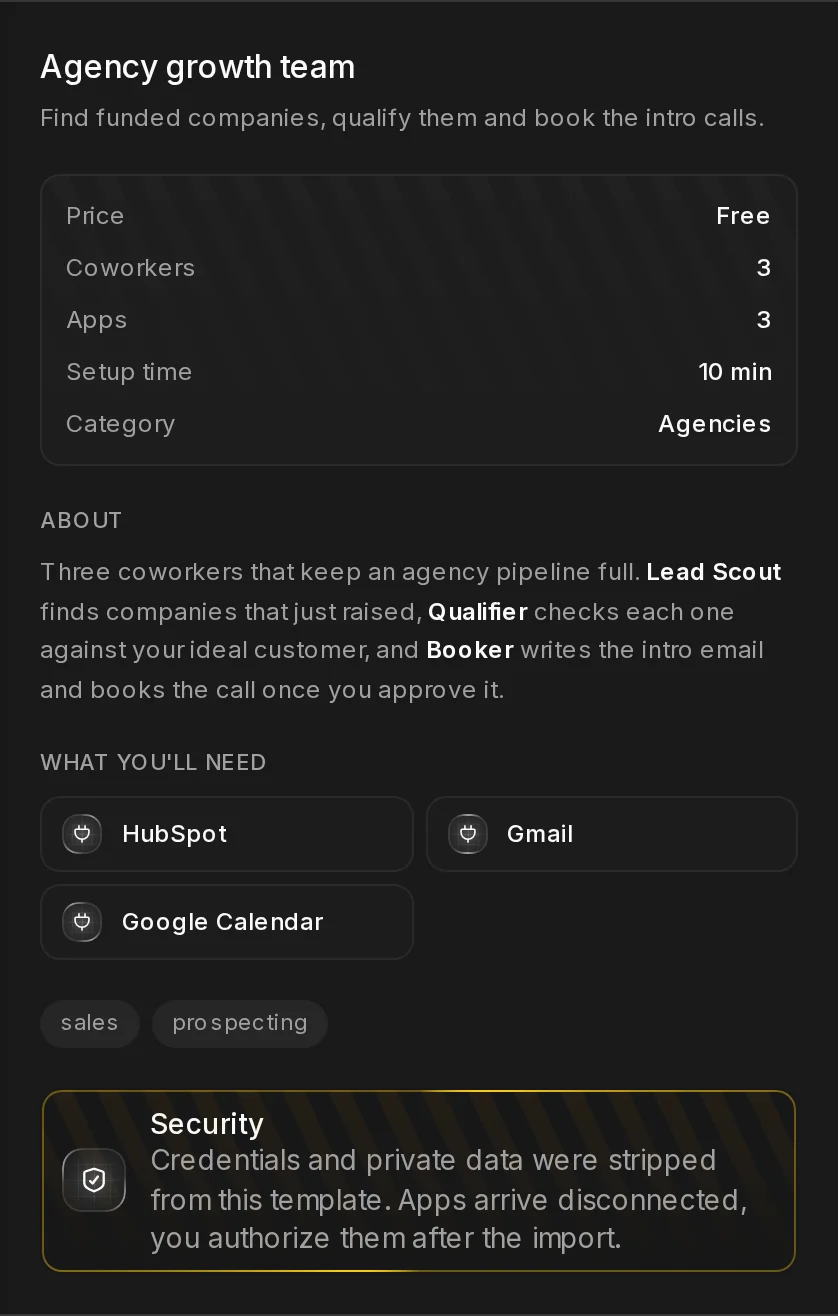 Agency growth team
Find funded companies, qualify them and book the intro calls.
Price Free
Coworkers 3
Apps 3
Setup time 10 min
Category Agencies
ABOUT
Three coworkers that keep an agency pipeline full. Lead Scout
finds companies that just raised, Qualifier checks each one
against your ideal customer, and Booker writes the intro email
and books the call once you approve it.
WHAT YOU'LL NEED
HubSpot Gmail
Google Calendar
sales prospecting
Security
Credentials and private data were stripped
from this template. Apps arrive disconnected,
you authorize them after the import.